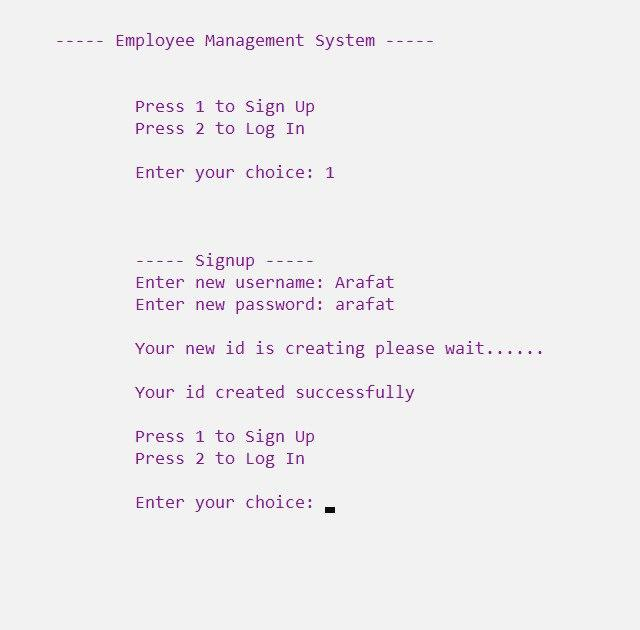 ----- Employee Management System -----
Press 1 to Sign Up
Press 2 to Log In
Enter your choice: 1
----- Signup -----
Enter new username: Arafat
Enter new password: arafat
Your new id is creating please wait......
Your id created successfully
Press 1 to Sign Up
Press 2 to Log In
Enter your choice: